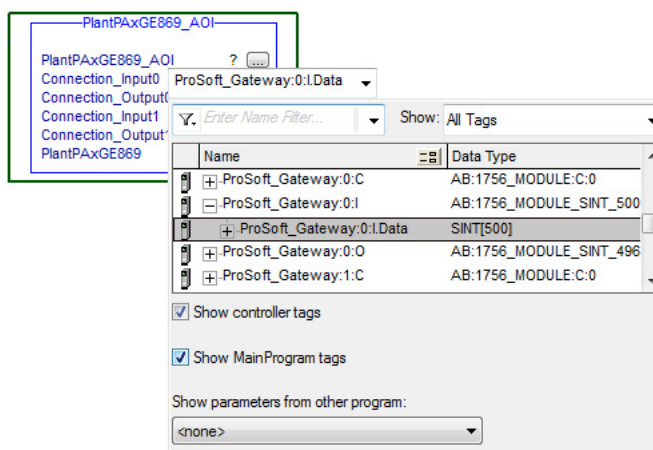 PlantPAxGE869_AOI
PlantPAxGE869_AOI ? ...
Connection_Input0 ProSoft_Gateway:0:I.Data
Connection_Output0
Connection_Input1
Connection_Output1
PlantPAxGE869
Enter Name Filter... Show: All Tags
Name Data Type
ProSoft_Gateway:0:C AB:1756_MODULE:C:0
ProSoft_Gateway:0:I AB:1756_MODULE_SINT_500
ProSoft_Gateway:0:I.Data SINT[500]
ProSoft_Gateway:0:O AB:1756_MODULE_SINT_496
ProSoft_Gateway:1:C AB:1756_MODULE:C:0
Show controller tags
Show MainProgram tags
Show parameters from other program:
<none>